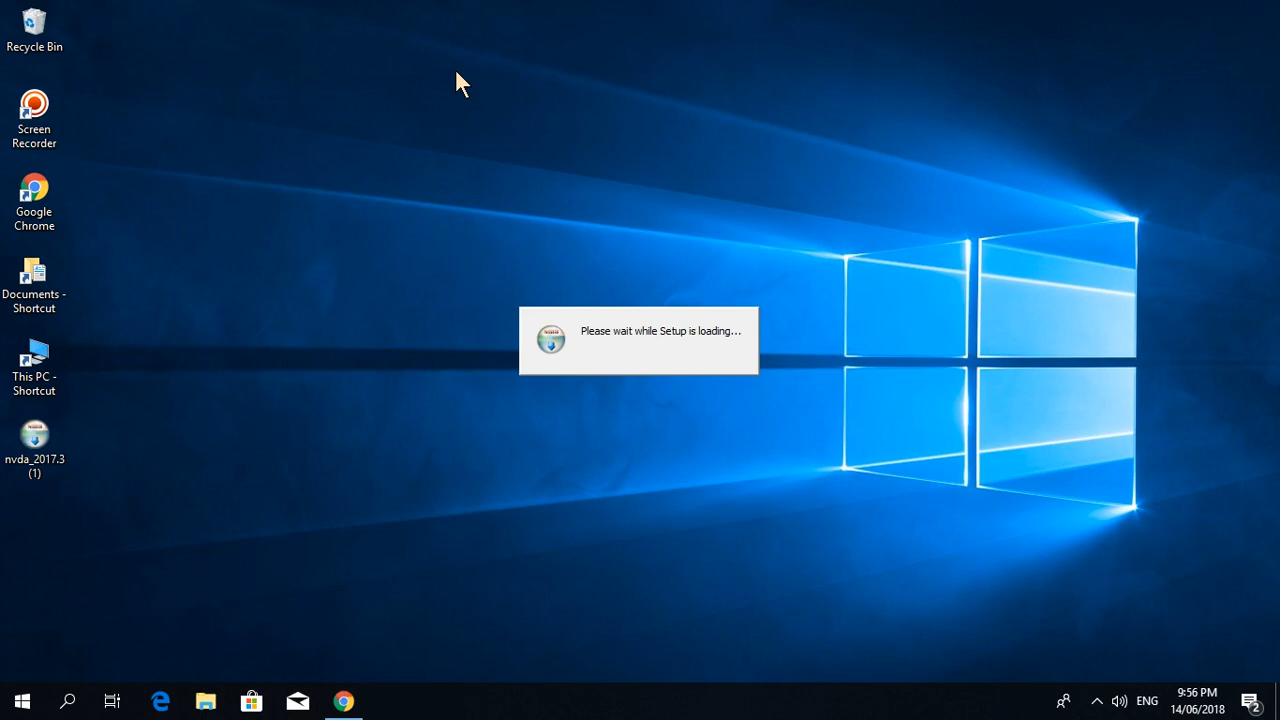 Recycle Bin
Screen
Recorder
Google
Chrome
Documents -
Shortcut
This PC -
Shortcut
nvda_2017.3
(1)
Please wait while Setup is loading...
ENG
9:56 PM
14/06/2018
2